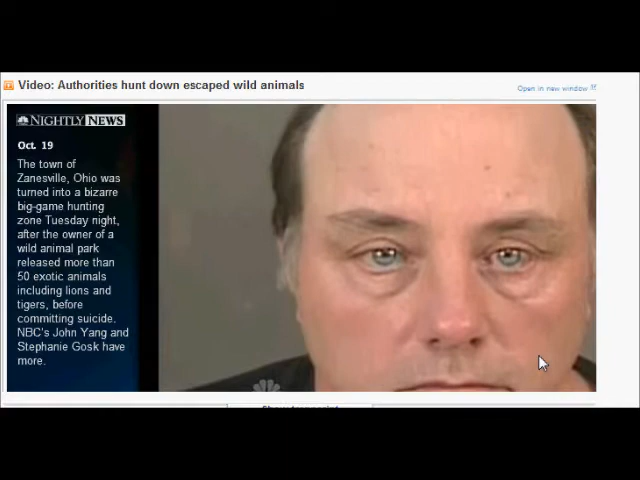 Video: Authorities hunt down escaped wild animals
Open in new window
NIGHTLY NEWS
Oct. 19
The town of
Zanesville, Ohio was
turned into a bizarre
big-game hunting
zone Tuesday night,
after the owner of a
wild animal park
released more than
50 exotic animals
including lions and
tigers, before
committing suicide.
NBC's John Yang and
Stephanie Gosk have
more.